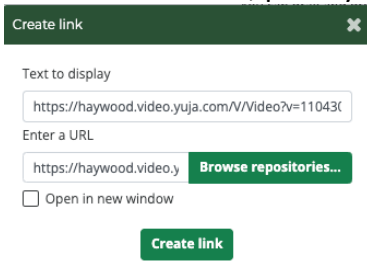 Create link
Text to display
https://haywood.video.yuja.com/V/Video?v=110430
Enter a URL
https://haywood.video.y Browse repositories...
Open in new window
Create link